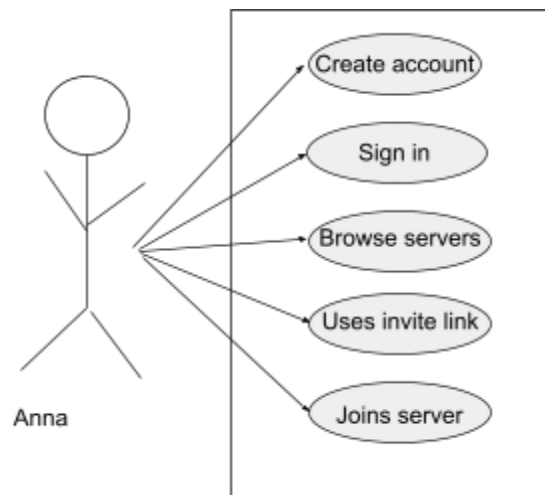 Create account
Sign in
Browse servers
Uses invite link
Joins server
Anna